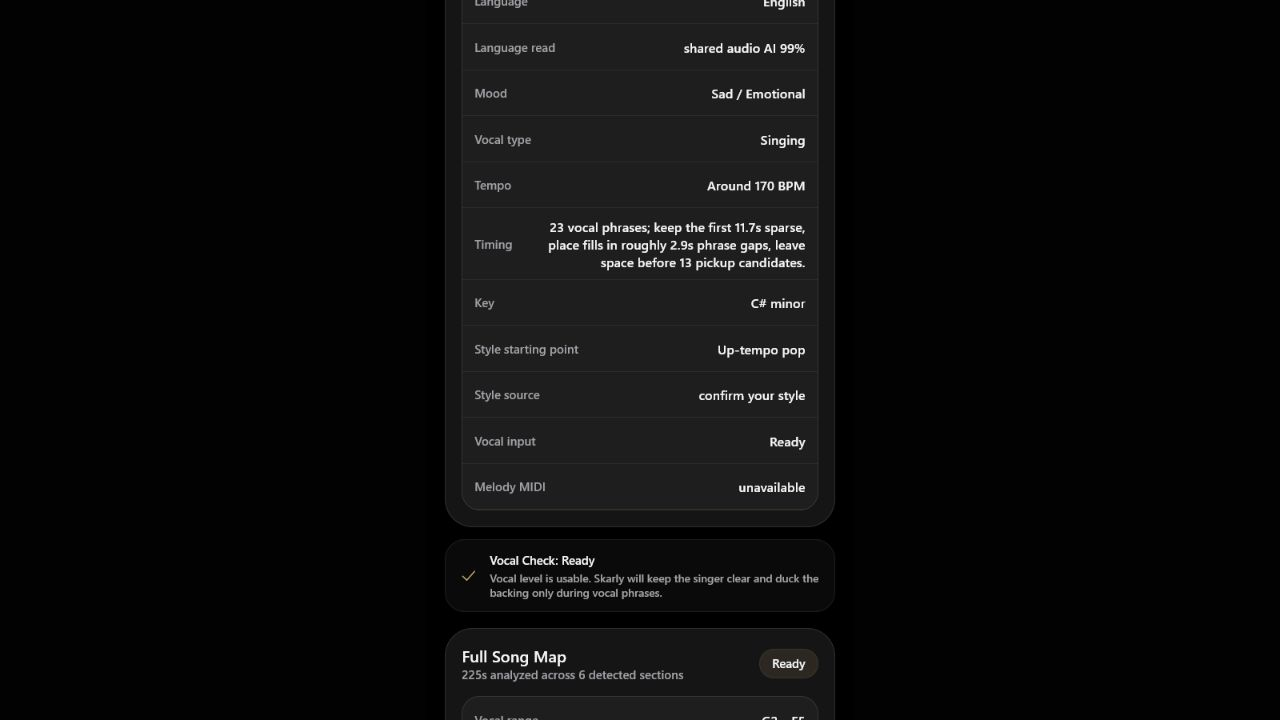 Language English
Language read shared audio AI 99%
Mood Sad / Emotional
Vocal type Singing
Tempo Around 170 BPM
Timing 23 vocal phrases; keep the first 11.7s sparse,
place fills in roughly 2.9s phrase gaps, leave
space before 13 pickup candidates.
Key C# minor
Style starting point Up-tempo pop
Style source confirm your style
Vocal input Ready
Melody MIDI unavailable
Vocal Check: Ready
Vocal level is usable. Skarly will keep the singer clear and duck the
backing only during vocal phrases.
Full Song Map
225s analyzed across 6 detected sections
Ready
Vocal range